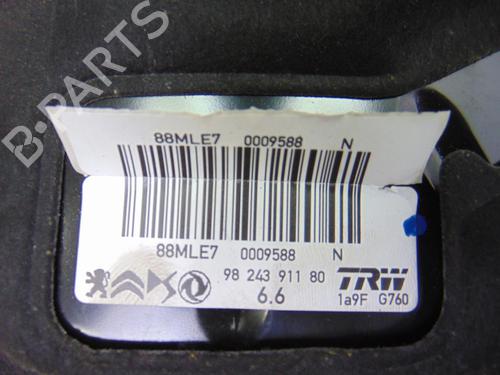 88MLE7 0009588 N
88MLE7 0009588 N
98 243 911 80
6.6
TRW
1a9F G760
B-PARTS